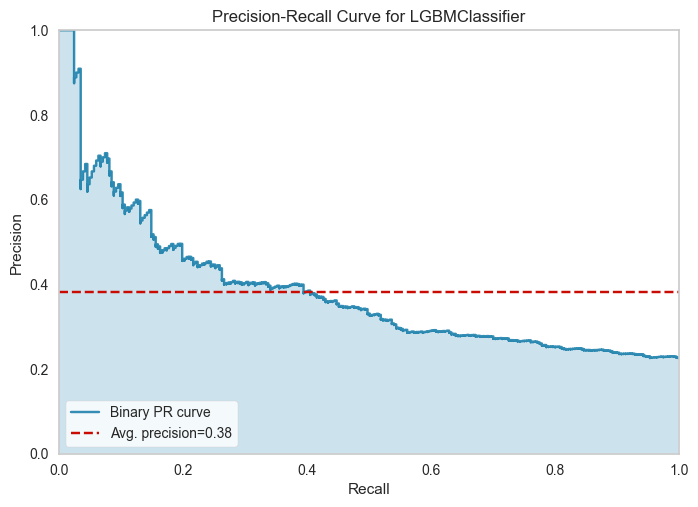 Precision-Recall Curve for LGBMClassifier
1.0
0.8
0.6
0.4
0.2
0.0
Precision
Binary PR curve
Avg. precision=0.38
0.0 0.2 0.4 0.6 0.8 1.0
Recall